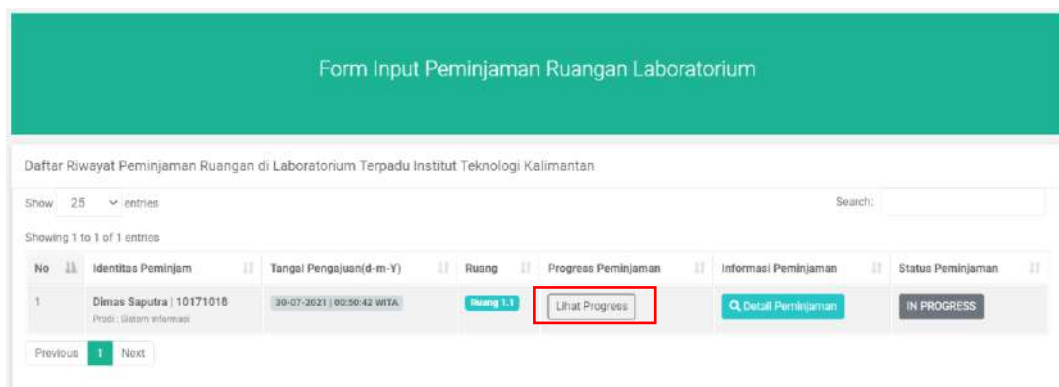 Form Input Peminjaman Ruangan Laboratorium
Daftar Riwayat Peminjaman Ruangan di Laboratorium Terpadu Institut Teknologi Kalimantan
Show 25 entries Search:
Showing 1 to 1 of 1 entries
No Identitas Peminjam Tangal Pengajuan(d-m-Y) Ruang Progress Peminjaman Informasi Peminjaman Status Peminjaman
1 Dimas Saputra | 10171018 30-07-2021 | 00:50:42 WITA Ruang 1.1 Lihat Progress Detail Peminjaman IN PROGRESS
Prodi : Sistem Informasi
Previous 1 Next